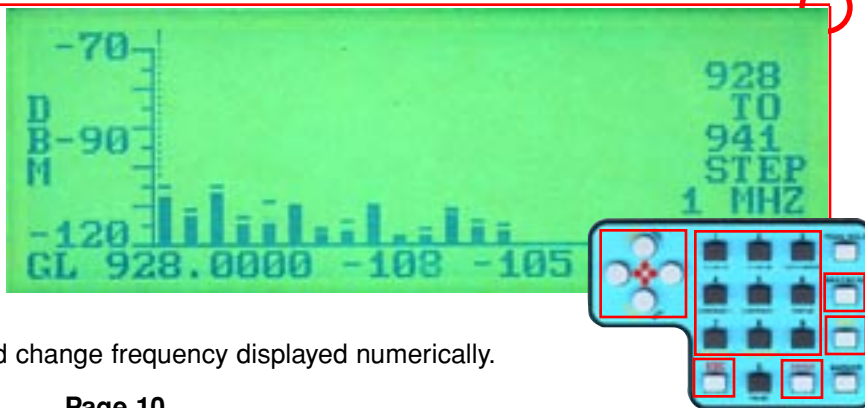 -70
D
B-90
M
-120
928
TO
941
STEP
1 MHZ
GL 928.0000 -108 -105
d change frequency displayed numerically.
Page 10